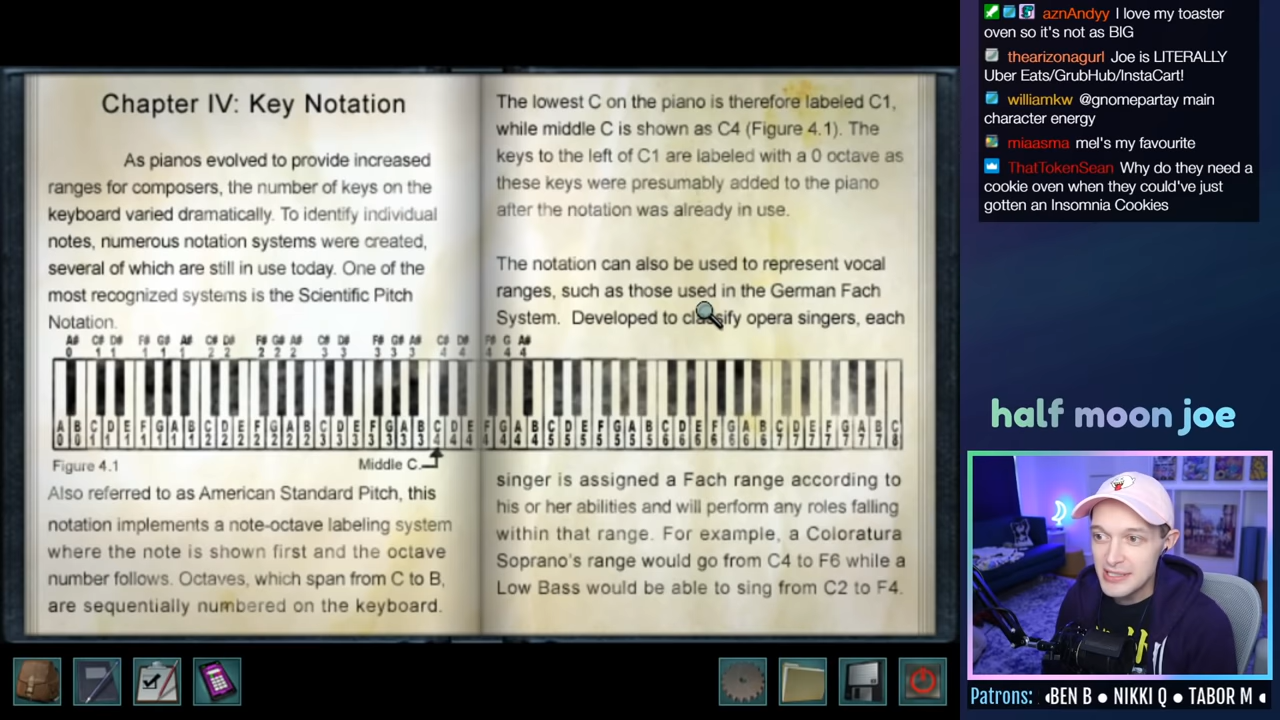 Chapter IV: Key Notation
As pianos evolved to provide increased
ranges for composers, the number of keys on the
keyboard varied dramatically. To identify individual
notes, numerous notation systems were created,
several of which are still in use today. One of the
most recognized systems is the Scientific Pitch
Notation.
Figure 4.1
Middle C.
Also referred to as American Standard Pitch, this
notation implements a note-octave labeling system
where the note is shown first and the octave
number follows. Octaves, which span from C to B,
are sequentially numbered on the keyboard.
The lowest C on the piano is therefore labeled C1,
while middle C is shown as C4 (Figure 4.1). The
keys to the left of C1 are labeled with a 0 octave as
these keys were presumably added to the piano
after the notation was already in use.
The notation can also be used to represent vocal
ranges, such as those used in the German Fach
System. Developed to classify opera singers, each
singer is assigned a Fach range according to
his or her abilities and will perform any roles falling
within that range. For example, a Coloratura
Soprano's range would go from C4 to F6 while a
Low Bass would be able to sing from C2 to F4.
aznAndyy I love my toaster
oven so it's not as BIG
thearizonagurl Joe is LITERALLY
Uber Eats/GrubHub/InstaCart!
williamkw @gnomepartay main
character energy
miaasma mel's my favourite
ThatTokenSean Why do they need a
cookie oven when they could've just
gotten an Insomnia Cookies
half moon joe
Patrons: BEN B ● NIKKI Q ● TABOR M